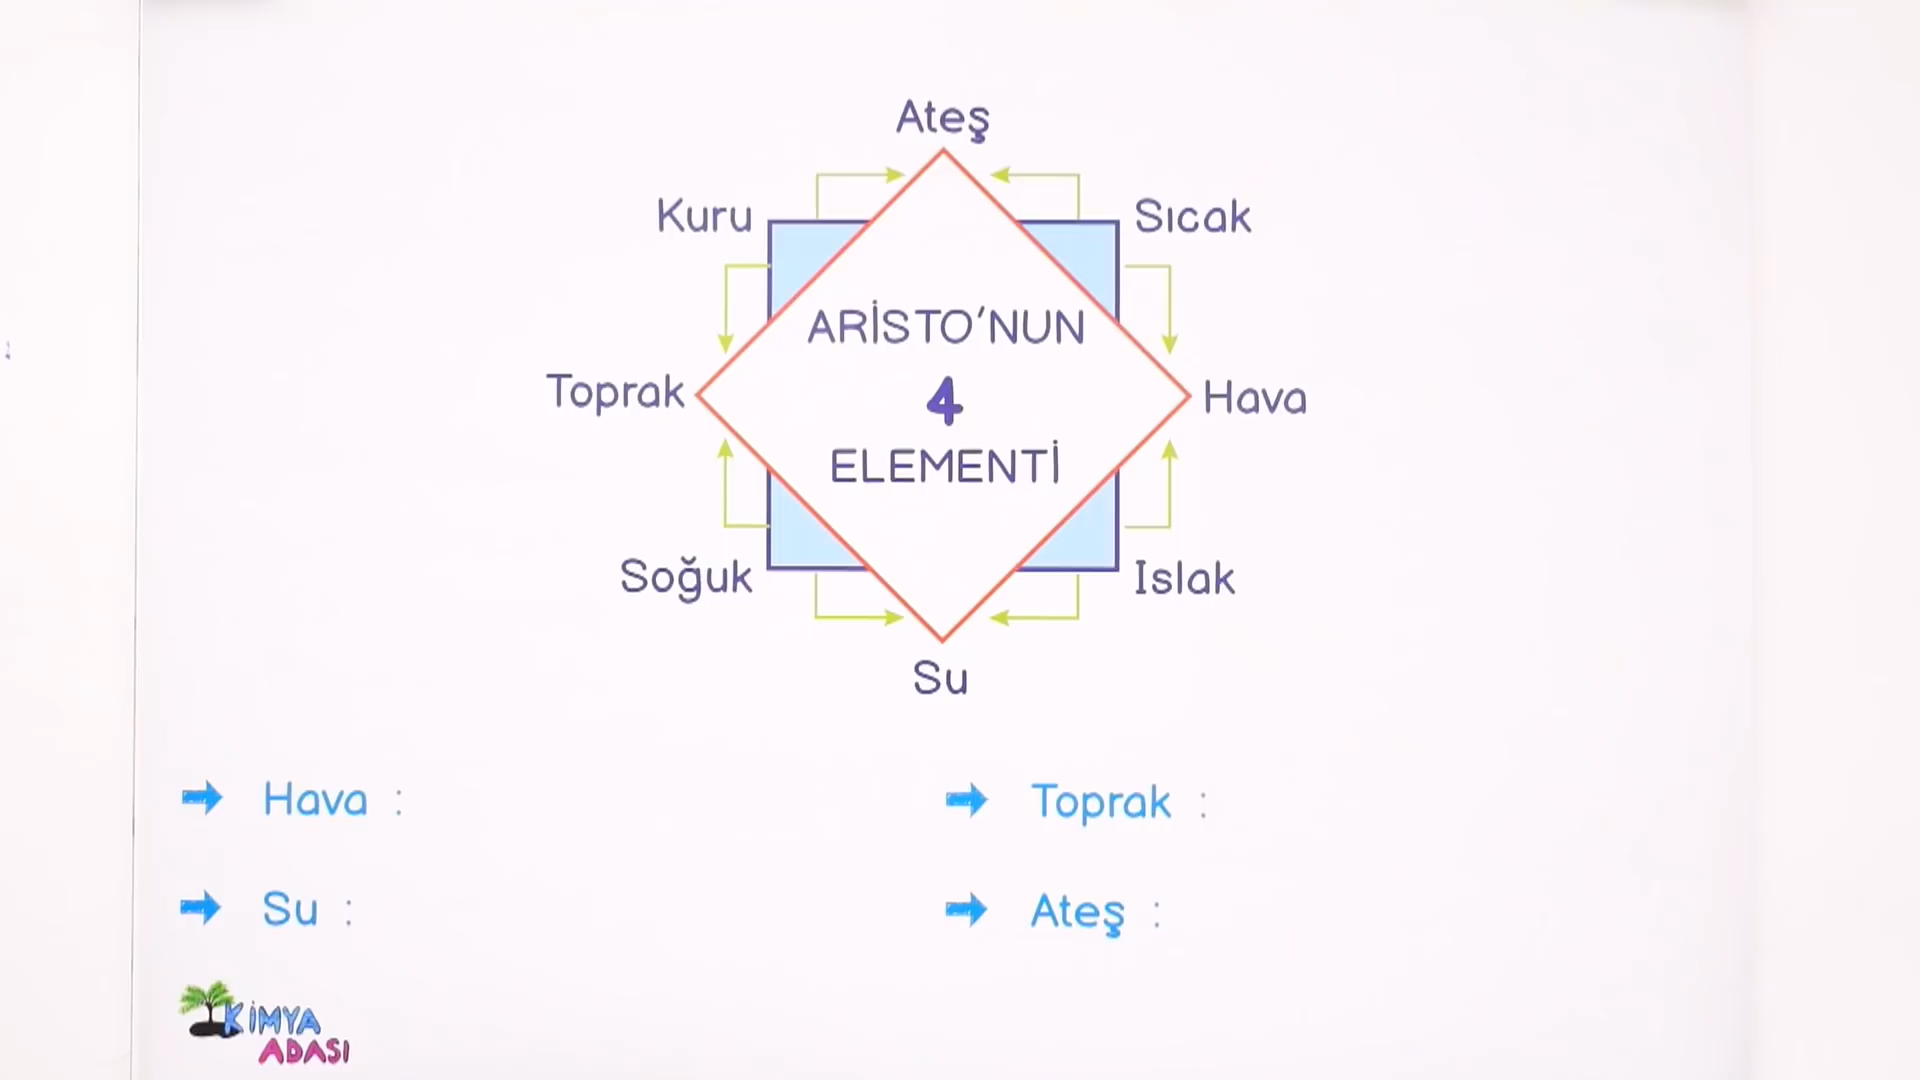 Ateş
Kuru
Sıcak
ARİSTO'NUN
Toprak
4
Hava
ELEMENTİ
Soğuk
Islak
Su
Hava :
Toprak :
Su :
Ateş :
KİMYA
ADASI